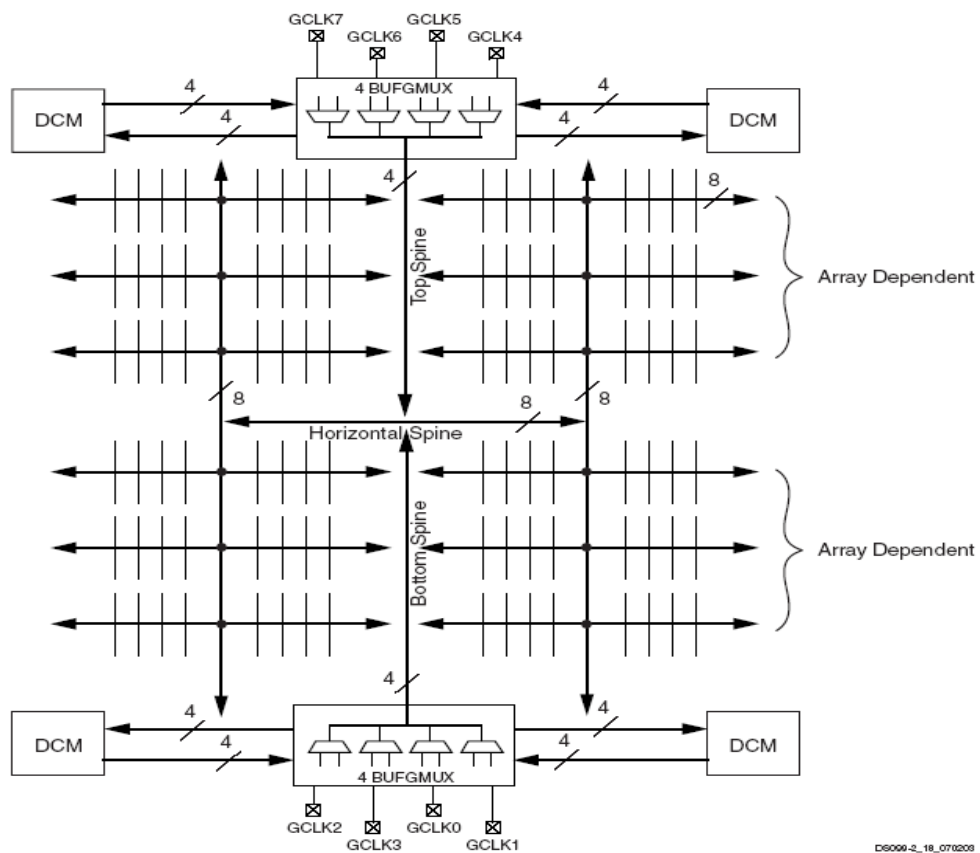 GCLK7
GCLK5
GCLK6
GCLK4
4 BUFGMUX
4
4
DCM
DCM
4
4
4
8
Top Spine
Array Dependent
8
8
8
Horizontal Spine
Bottom Spine
Array Dependent
4
4
4
DCM
DCM
4
4
4 BUFGMUX
GCLK2
GCLK0
GCLK3
GCLK1
DS099-2_18_070203